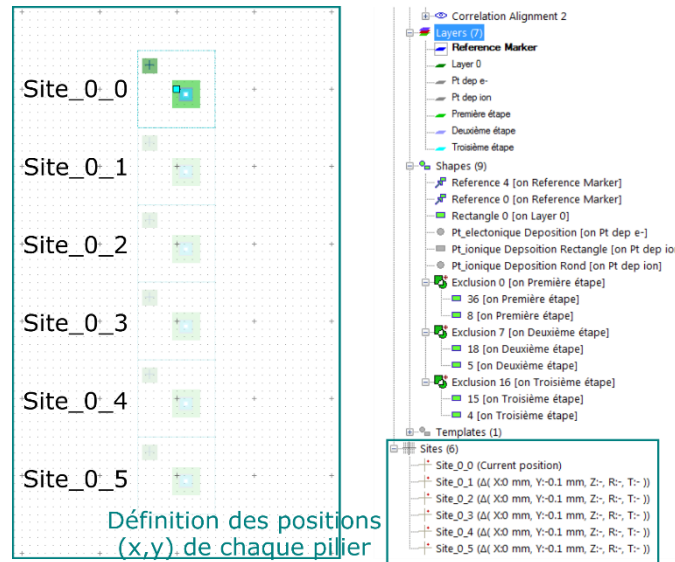 Site_0_0
Site_0_1
Site_0_2
Site_0_3
Site_0_4
Site_0_5
Définition des positions
(x,y) de chaque pilier
Correlation Alignment 2
Layers (7)
Reference Marker
Layer 0
Pt dep e-
Pt dep ion
Première étape
Deuxième étape
Troisième étape
Shapes (9)
Reference 4 [on Reference Marker]
Reference 0 [on Reference Marker]
Rectangle 0 [on Layer 0]
Pt_electonique Deposition [on Pt dep e-]
Pt_ionique Depsoition Rectangle [on Pt dep io
Pt_ionique Deposition Rond [on Pt dep ion]
Exclusion 0 [on Première étape]
36 [on Première étape]
8 [on Première étape]
Exclusion 7 [on Deuxième étape]
18 [on Deuxième étape]
5 [on Deuxième étape]
Exclusion 16 [on Troisième étape]
15 [on Troisième étape]
4 [on Troisième étape]
Templates (1)
Sites (6)
Site_0_0 (Current position)
Site_0_1 (Δ( X:0 mm, Y:-0.1 mm, Z:-, R:-, T:- ))
Site_0_2 (Δ( X:0 mm, Y:-0.1 mm, Z:-, R:-, T:- ))
Site_0_3 (Δ( X:0 mm, Y:-0.1 mm, Z:-, R:-, T:- ))
Site_0_4 (Δ( X:0 mm, Y:-0.1 mm, Z:-, R:-, T:- ))
Site_0_5 (Δ( X:0 mm, Y:-0.1 mm, Z:-, R:-, T:- ))